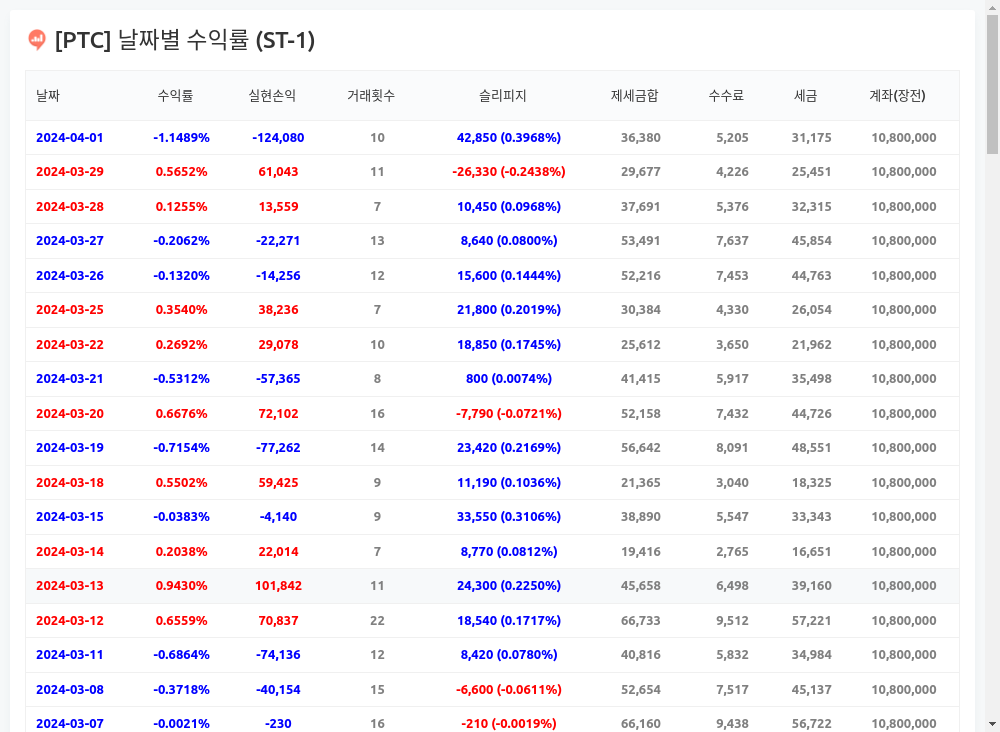 [PTC] 날짜별 수익률 (ST-1)
날짜 수익률 실현손익 거래횟수 슬리피지 제세금합 수수료 세금 계좌(장전)
2024-04-01 -1.1489% -124,080 10 42,850 (0.3968%) 36,380 5,205 31,175 10,800,000
2024-03-29 0.5652% 61,043 11 -26,330 (-0.2438%) 29,677 4,226 25,451 10,800,000
2024-03-28 0.1255% 13,559 7 10,450 (0.0968%) 37,691 5,376 32,315 10,800,000
2024-03-27 -0.2062% -22,271 13 8,640 (0.0800%) 53,491 7,637 45,854 10,800,000
2024-03-26 -0.1320% -14,256 12 15,600 (0.1444%) 52,216 7,453 44,763 10,800,000
2024-03-25 0.3540% 38,236 7 21,800 (0.2019%) 30,384 4,330 26,054 10,800,000
2024-03-22 0.2692% 29,078 10 18,850 (0.1745%) 25,612 3,650 21,962 10,800,000
2024-03-21 -0.5312% -57,365 8 800 (0.0074%) 41,415 5,917 35,498 10,800,000
2024-03-20 0.6676% 72,102 16 -7,790 (-0.0721%) 52,158 7,432 44,726 10,800,000
2024-03-19 -0.7154% -77,262 14 23,420 (0.2169%) 56,642 8,091 48,551 10,800,000
2024-03-18 0.5502% 59,425 9 11,190 (0.1036%) 21,365 3,040 18,325 10,800,000
2024-03-15 -0.0383% -4,140 9 33,550 (0.3106%) 38,890 5,547 33,343 10,800,000
2024-03-14 0.2038% 22,014 7 8,770 (0.0812%) 19,416 2,765 16,651 10,800,000
2024-03-13 0.9430% 101,842 11 24,300 (0.2250%) 45,658 6,498 39,160 10,800,000
2024-03-12 0.6559% 70,837 22 18,540 (0.1717%) 66,733 9,512 57,221 10,800,000
2024-03-11 -0.6864% -74,136 12 8,420 (0.0780%) 40,816 5,832 34,984 10,800,000
2024-03-08 -0.3718% -40,154 15 -6,600 (-0.0611%) 52,654 7,517 45,137 10,800,000
2024-03-07 -0.0021% -230 16 -210 (-0.0019%) 66,160 9,438 56,722 10,800,000